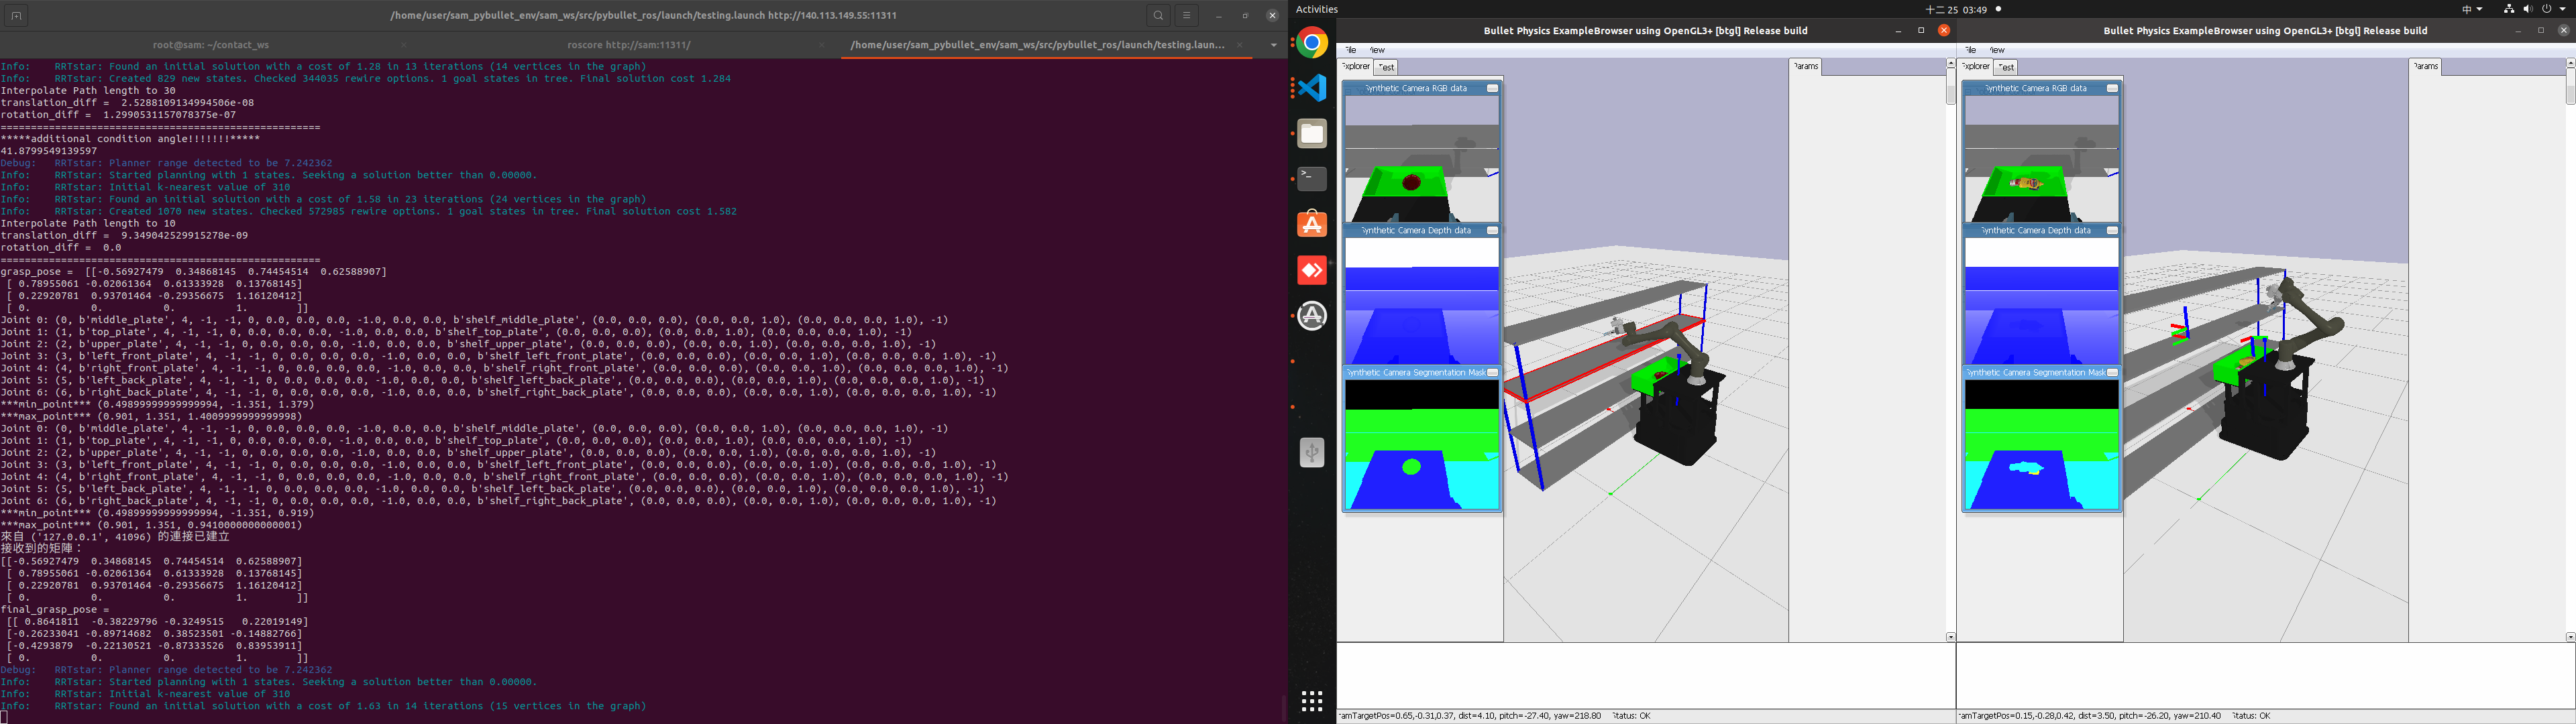 /home/user/sam_pybullet_env/sam_ws/src/pybullet_ros/launch/testing.launch http://140.113.149.55:11311
root@sam: ~/contact_ws
roscore http://sam:11311/
/home/user/sam_pybullet_env/sam_ws/src/pybullet_ros/launch/testing.laun...
Info:    RRTstar: Found an initial solution with a cost of 1.28 in 13 iterations (14 vertices in the graph)
Info:    RRTstar: Created 829 new states. Checked 344035 rewire options. 1 goal states in tree. Final solution cost 1.284
Interpolate Path length to 30
translation_diff =  2.5288109134994506e-08
rotation_diff =  1.2990531157078375e-07
=====================================================
*****additional condition angle!!!!!!!*****
41.8799549139597
Debug:   RRTstar: Planner range detected to be 7.242362
Info:    RRTstar: Started planning with 1 states. Seeking a solution better than 0.00000.
Info:    RRTstar: Initial k-nearest value of 310
Info:    RRTstar: Found an initial solution with a cost of 1.58 in 23 iterations (24 vertices in the graph)
Info:    RRTstar: Created 1070 new states. Checked 572985 rewire options. 1 goal states in tree. Final solution cost 1.582
Interpolate Path length to 10
translation_diff =  9.349042529915278e-09
rotation_diff =  0.0
=====================================================
grasp_pose =  [[-0.56927479  0.34868145  0.74454514  0.62588907]
 [ 0.78955061 -0.02061364  0.61333928  0.13768145]
 [ 0.22920781  0.93701464 -0.29356675  1.16120412]
 [ 0.          0.          0.          1.        ]]
Joint 0: (0, b'middle_plate', 4, -1, -1, 0, 0.0, 0.0, 0.0, -1.0, 0.0, 0.0, b'shelf_middle_plate', (0.0, 0.0, 0.0), (0.0, 0.0, 1.0), (0.0, 0.0, 0.0, 1.0), -1)
Joint 1: (1, b'top_plate', 4, -1, -1, 0, 0.0, 0.0, 0.0, -1.0, 0.0, 0.0, b'shelf_top_plate', (0.0, 0.0, 0.0), (0.0, 0.0, 1.0), (0.0, 0.0, 0.0, 1.0), -1)
Joint 2: (2, b'upper_plate', 4, -1, -1, 0, 0.0, 0.0, 0.0, -1.0, 0.0, 0.0, b'shelf_upper_plate', (0.0, 0.0, 0.0), (0.0, 0.0, 1.0), (0.0, 0.0, 0.0, 1.0), -1)
Joint 3: (3, b'left_front_plate', 4, -1, -1, 0, 0.0, 0.0, 0.0, -1.0, 0.0, 0.0, b'shelf_left_front_plate', (0.0, 0.0, 0.0), (0.0, 0.0, 1.0), (0.0, 0.0, 0.0, 1.0), -1)
Joint 4: (4, b'right_front_plate', 4, -1, -1, 0, 0.0, 0.0, 0.0, -1.0, 0.0, 0.0, b'shelf_right_front_plate', (0.0, 0.0, 0.0), (0.0, 0.0, 1.0), (0.0, 0.0, 0.0, 1.0), -1)
Joint 5: (5, b'left_back_plate', 4, -1, -1, 0, 0.0, 0.0, 0.0, -1.0, 0.0, 0.0, b'shelf_left_back_plate', (0.0, 0.0, 0.0), (0.0, 0.0, 1.0), (0.0, 0.0, 0.0, 1.0), -1)
Joint 6: (6, b'right_back_plate', 4, -1, -1, 0, 0.0, 0.0, 0.0, -1.0, 0.0, 0.0, b'shelf_right_back_plate', (0.0, 0.0, 0.0), (0.0, 0.0, 1.0), (0.0, 0.0, 0.0, 1.0), -1)
***min_point*** (0.49899999999999994, -1.351, 1.379)
***max_point*** (0.901, 1.351, 1.4009999999999998)
Joint 0: (0, b'middle_plate', 4, -1, -1, 0, 0.0, 0.0, 0.0, -1.0, 0.0, 0.0, b'shelf_middle_plate', (0.0, 0.0, 0.0), (0.0, 0.0, 1.0), (0.0, 0.0, 0.0, 1.0), -1)
Joint 1: (1, b'top_plate', 4, -1, -1, 0, 0.0, 0.0, 0.0, -1.0, 0.0, 0.0, b'shelf_top_plate', (0.0, 0.0, 0.0), (0.0, 0.0, 1.0), (0.0, 0.0, 0.0, 1.0), -1)
Joint 2: (2, b'upper_plate', 4, -1, -1, 0, 0.0, 0.0, 0.0, -1.0, 0.0, 0.0, b'shelf_upper_plate', (0.0, 0.0, 0.0), (0.0, 0.0, 1.0), (0.0, 0.0, 0.0, 1.0), -1)
Joint 3: (3, b'left_front_plate', 4, -1, -1, 0, 0.0, 0.0, 0.0, -1.0, 0.0, 0.0, b'shelf_left_front_plate', (0.0, 0.0, 0.0), (0.0, 0.0, 1.0), (0.0, 0.0, 0.0, 1.0), -1)
Joint 4: (4, b'right_front_plate', 4, -1, -1, 0, 0.0, 0.0, 0.0, -1.0, 0.0, 0.0, b'shelf_right_front_plate', (0.0, 0.0, 0.0), (0.0, 0.0, 1.0), (0.0, 0.0, 0.0, 1.0), -1)
Joint 5: (5, b'left_back_plate', 4, -1, -1, 0, 0.0, 0.0, 0.0, -1.0, 0.0, 0.0, b'shelf_left_back_plate', (0.0, 0.0, 0.0), (0.0, 0.0, 1.0), (0.0, 0.0, 0.0, 1.0), -1)
Joint 6: (6, b'right_back_plate', 4, -1, -1, 0, 0.0, 0.0, 0.0, -1.0, 0.0, 0.0, b'shelf_right_back_plate', (0.0, 0.0, 0.0), (0.0, 0.0, 1.0), (0.0, 0.0, 0.0, 1.0), -1)
***min_point*** (0.49899999999999994, -1.351, 0.919)
***max_point*** (0.901, 1.351, 0.9410000000000001)
來自 ('127.0.0.1', 41096) 的連接已建立
接收到的矩陣：
[[-0.56927479  0.34868145  0.74454514  0.62588907]
 [ 0.78955061 -0.02061364  0.61333928  0.13768145]
 [ 0.22920781  0.93701464 -0.29356675  1.16120412]
 [ 0.          0.          0.          1.        ]]
final_grasp_pose =
 [[ 0.8641811  -0.38229796 -0.3249515   0.22019149]
 [-0.26233041 -0.89714682  0.38523501 -0.14882766]
 [-0.4293879  -0.22130521 -0.87333526  0.83953911]
 [ 0.          0.          0.          1.        ]]
Debug:   RRTstar: Planner range detected to be 7.242362
Info:    RRTstar: Started planning with 1 states. Seeking a solution better than 0.00000.
Info:    RRTstar: Initial k-nearest value of 310
Info:    RRTstar: Found an initial solution with a cost of 1.63 in 14 iterations (15 vertices in the graph)
Activities
十二 25 03:49
中
Bullet Physics ExampleBrowser using OpenGL3+ [btgl] Release build
File View
Explorer Test
Params
Synthetic Camera RGB data
Synthetic Camera Depth data
Synthetic Camera Segmentation Mask
camTargetPos=0.65,-0.31,0.37, dist=4.10, pitch=-27.40, yaw=218.80 Status: OK
Bullet Physics ExampleBrowser using OpenGL3+ [btgl] Release build
File View
Explorer Test
Params
Synthetic Camera RGB data
Synthetic Camera Depth data
Synthetic Camera Segmentation Mask
camTargetPos=0.15,-0.28,0.42, dist=3.50, pitch=-26.20, yaw=210.40 Status: OK